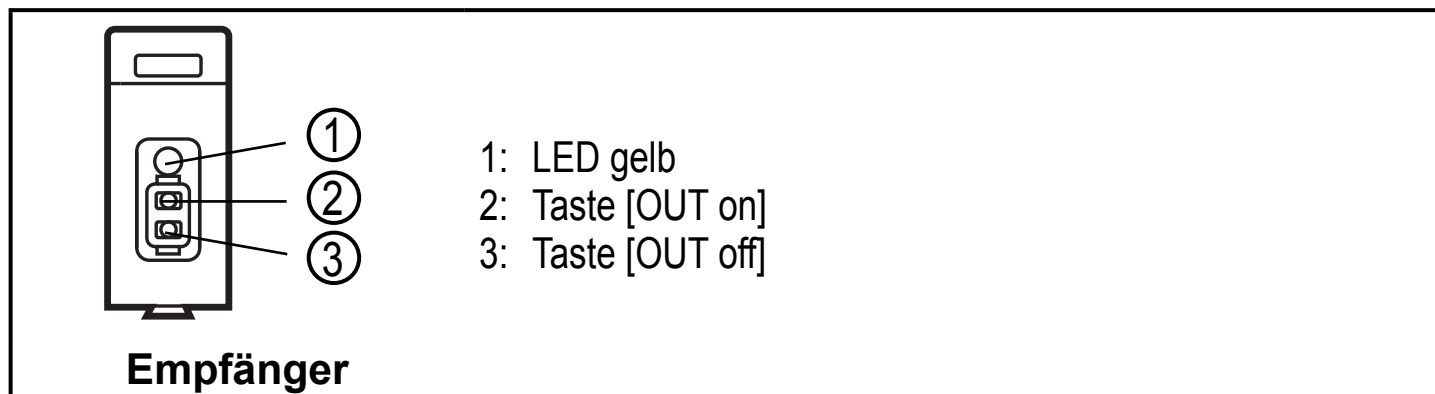 ①
②
③
1: LED gelb
2: Taste [OUT on]
3: Taste [OUT off]
Empfänger